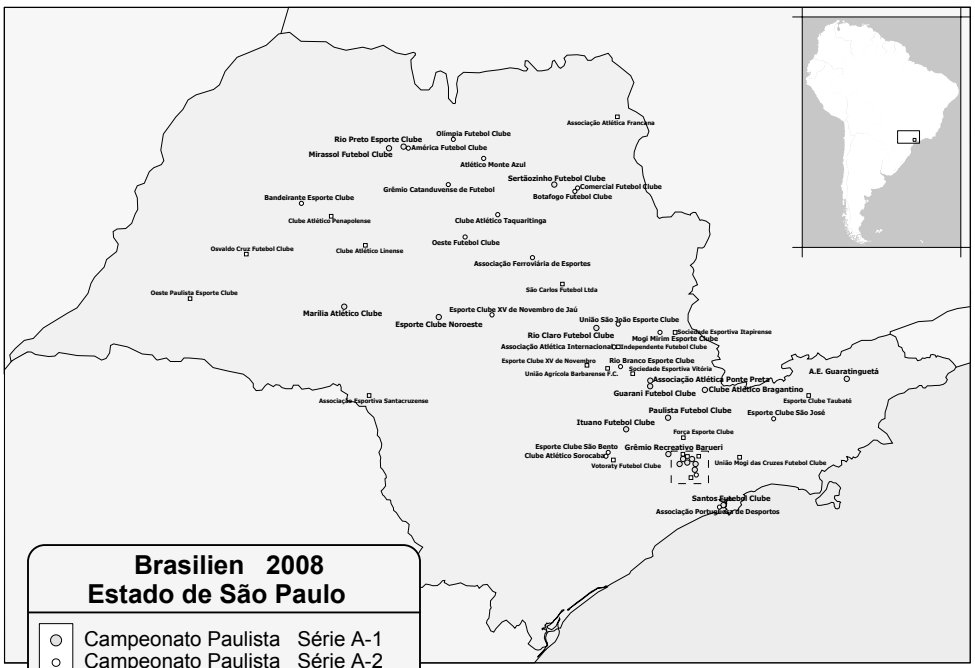 Associação Atlética Francana
Olímpia Futebol Clube
Rio Preto Esporte Clube
América Futebol Clube
Mirassol Futebol Clube
Atlético Monte Azul
Sertãozinho Futebol Clube
Grêmio Catanduvense de Futebol
Comercial Futebol Clube
Botafogo Futebol Clube
Bandeirante Esporte Clube
Clube Atlético Penapolense
Clube Atlético Taquaritinga
Oeste Futebol Clube
Osvaldo Cruz Futebol Clube
Clube Atlético Linense
Associação Ferroviária de Esportes
São Carlos Futebol Ltda
Oeste Paulista Esporte Clube
Marília Atlético Clube
Esporte Clube XV de Novembro de Jaú
Esporte Clube Noroeste
União São João Esporte Clube
Rio Claro Futebol Clube
Sociedade Esportiva Itapirense
Mogi Mirim Esporte Clube
Associação Atlética Internacional
Independente Futebol Clube
Esporte Clube XV de Novembro
Rio Branco Esporte Clube
União Agrícola Barbarense F.C.
Sociedade Esportiva Vitória
A.E. Guaratinguetá
Associação Atlética Ponte Preta
Guarani Futebol Clube
Clube Atlético Bragantino
Esporte Clube Taubaté
Associação Esportiva Santacruzense
Paulista Futebol Clube
Esporte Clube São José
Ituano Futebol Clube
Força Esporte Clube
Esporte Clube São Bento
Grêmio Recreativo Barueri
Clube Atlético Sorocaba
Votoraty Futebol Clube
União Mogi das Cruzes Futebol Clube
Santos Futebol Clube
Associação Portuguesa de Desportos
Brasilien 2008
Estado de São Paulo
Campeonato Paulista Série A-1
Campeonato Paulista Série A-2